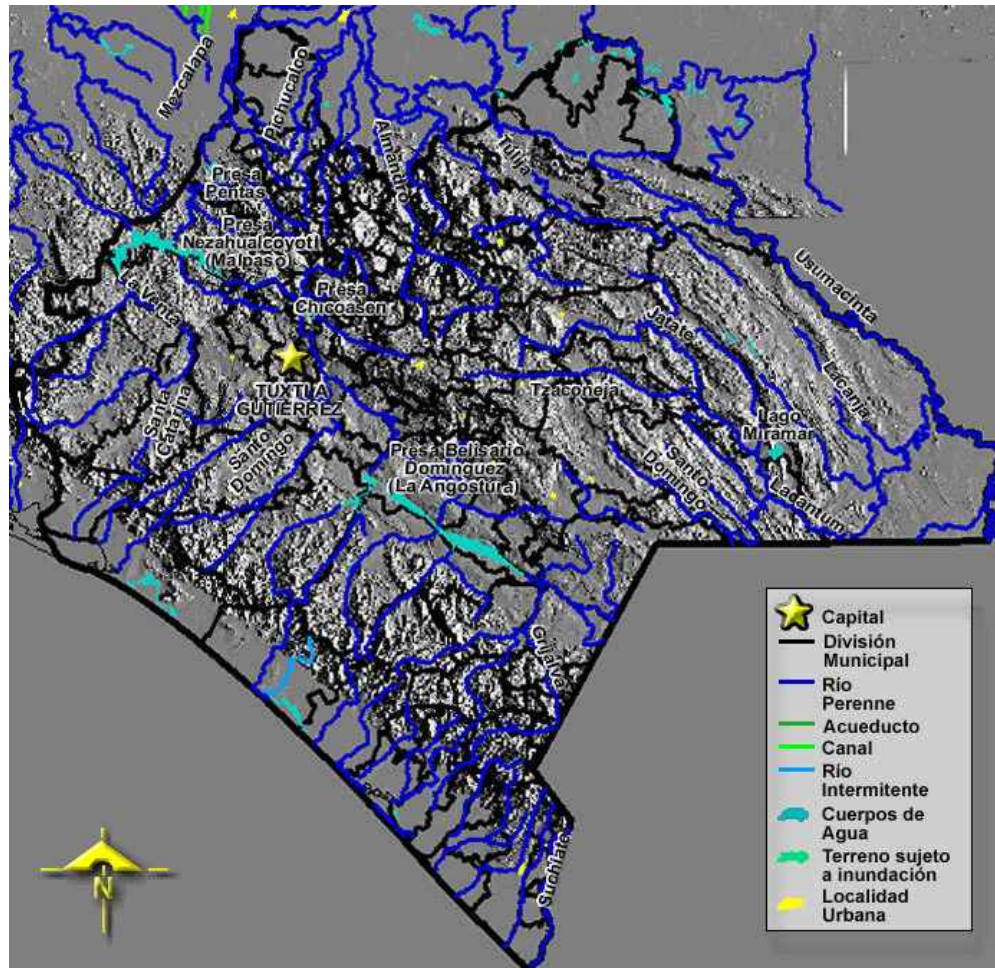 Mezcalapa
Pichucalco
Almandro
Tulija
Presa
Peñitas
Presa
Nezahualcoyotl
(Malpaso)
Usumacinta
La Venta
Presa
Chicoasen
Jatate
Lacanja
TUXTLA
GUTIÉRREZ
Tzaconeja
Santa
Catarina
Lago
Miramar
Santo
Domingo
Presa Belisario
Dominguez
(La Angostura)
Santo
Domingo
Lacantum
Grijalva
Suchiate
Capital
División
Municipal
Río
Perenne
Acueducto
Canal
Río
Intermitente
Cuerpos de
Agua
Terreno sujeto
a inundación
Localidad
Urbana
N